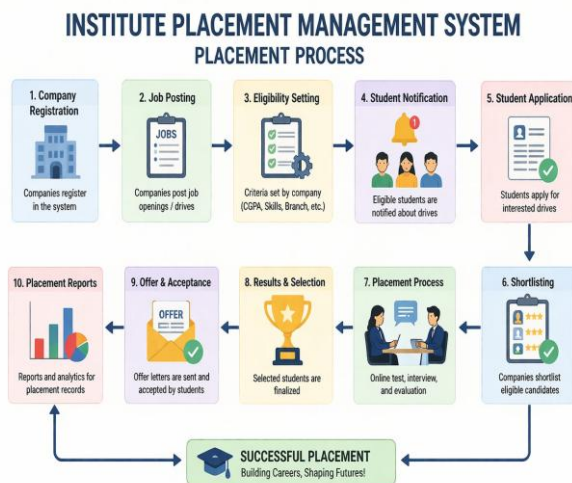 INSTITUTE PLACEMENT MANAGEMENT SYSTEM
PLACEMENT PROCESS
1. Company
Registration
Companies register
in the system
2. Job Posting
JOBS
Companies post job
openings / drives
3. Eligibility Setting
Criteria set by company
(CGPA, Skills, Branch, etc.)
4. Student Notification
1
Eligible students are
notified about drives
5. Student Application
Students apply for
interested drives
6. Shortlisting
Companies shortlist
eligible candidates
7. Placement Process
Online test, interview,
and evaluation
8. Results & Selection
Selected students are
finalized
9. Offer & Acceptance
OFFER
Offer letters are sent and
accepted by students
10. Placement Reports
Reports and analytics for
placement records
SUCCESSFUL PLACEMENT
Building Careers, Shaping Futures!